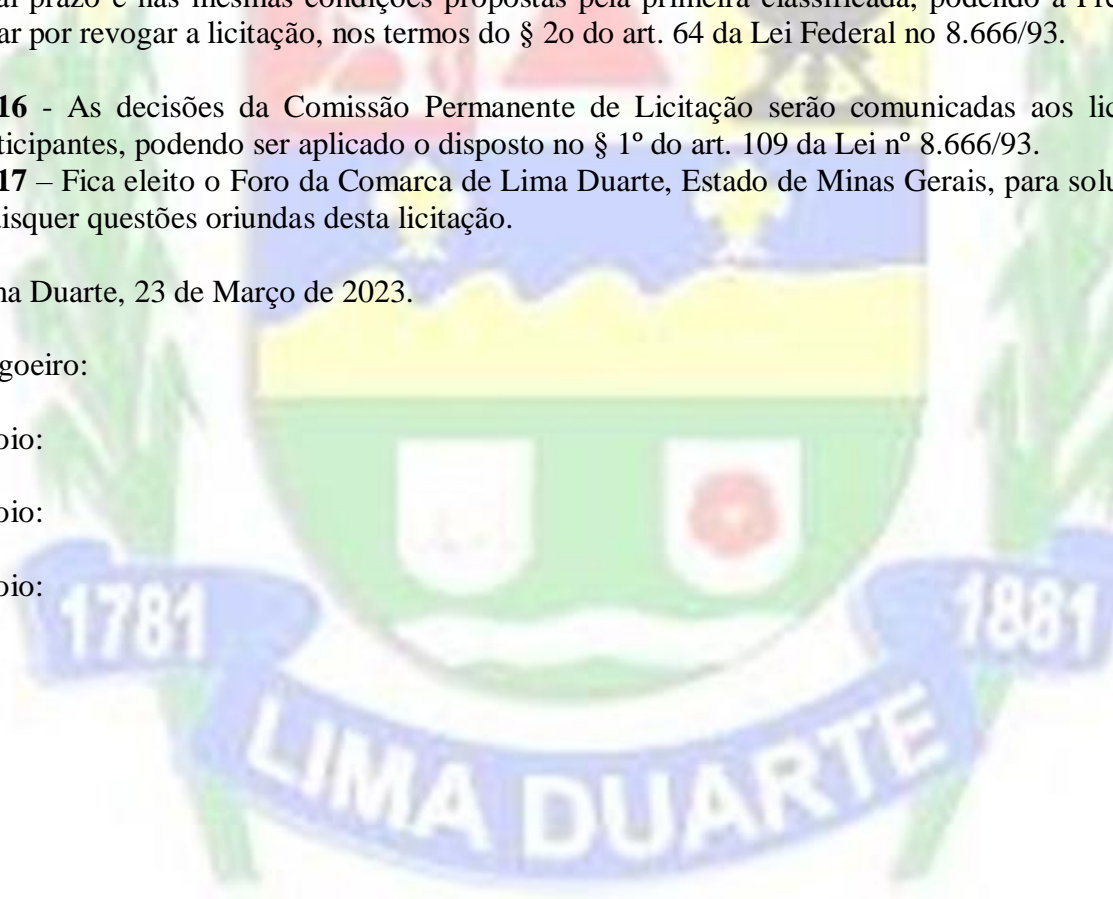 prazo e nas mesmas condições propostas pela primeira classificada, podendo a
ar por revogar a licitação, nos termos do § 2o do art. 64 da Lei Federal no 8.666/93.
16 - As decisões da Comissão Permanente de Licitação serão comunicadas aos lic
ticipantes, podendo ser aplicado o disposto no § 1º do art. 109 da Lei nº 8.666/93.
17 – Fica eleito o Foro da Comarca de Lima Duarte, Estado de Minas Gerais, para solu
isquer questões oriundas desta licitação.
na Duarte, 23 de Março de 2023.
goeiro:
oio:
oio:
oio:
1781
1881
LIMA DUARTE